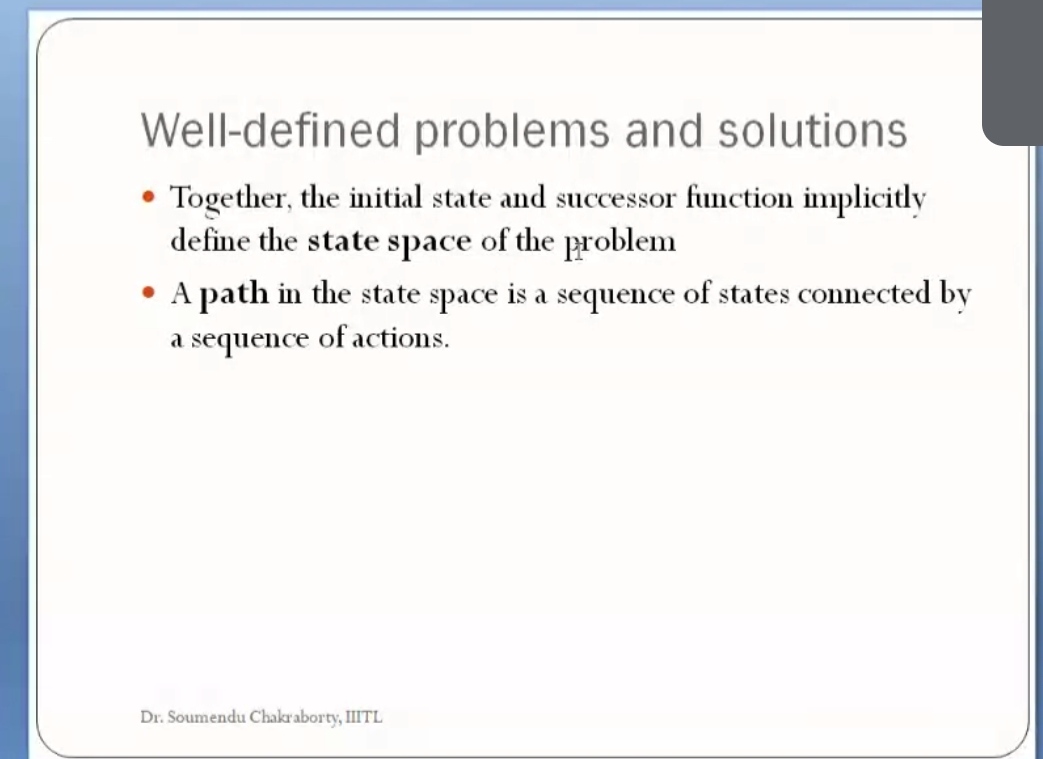 Well-defined problems and solutions
• Together, the initial state and successor function implicitly
define the state space of the problem
• A path in the state space is a sequence of states connected by
a sequence of actions.
Dr. Soumendu Chakraborty, IIITL